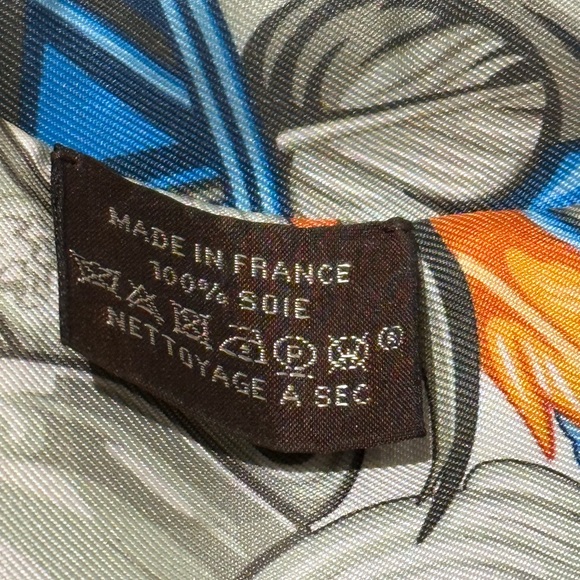 MADE IN FRANCE
100% SOIE
P W ®
NETTOYAGE A SEC